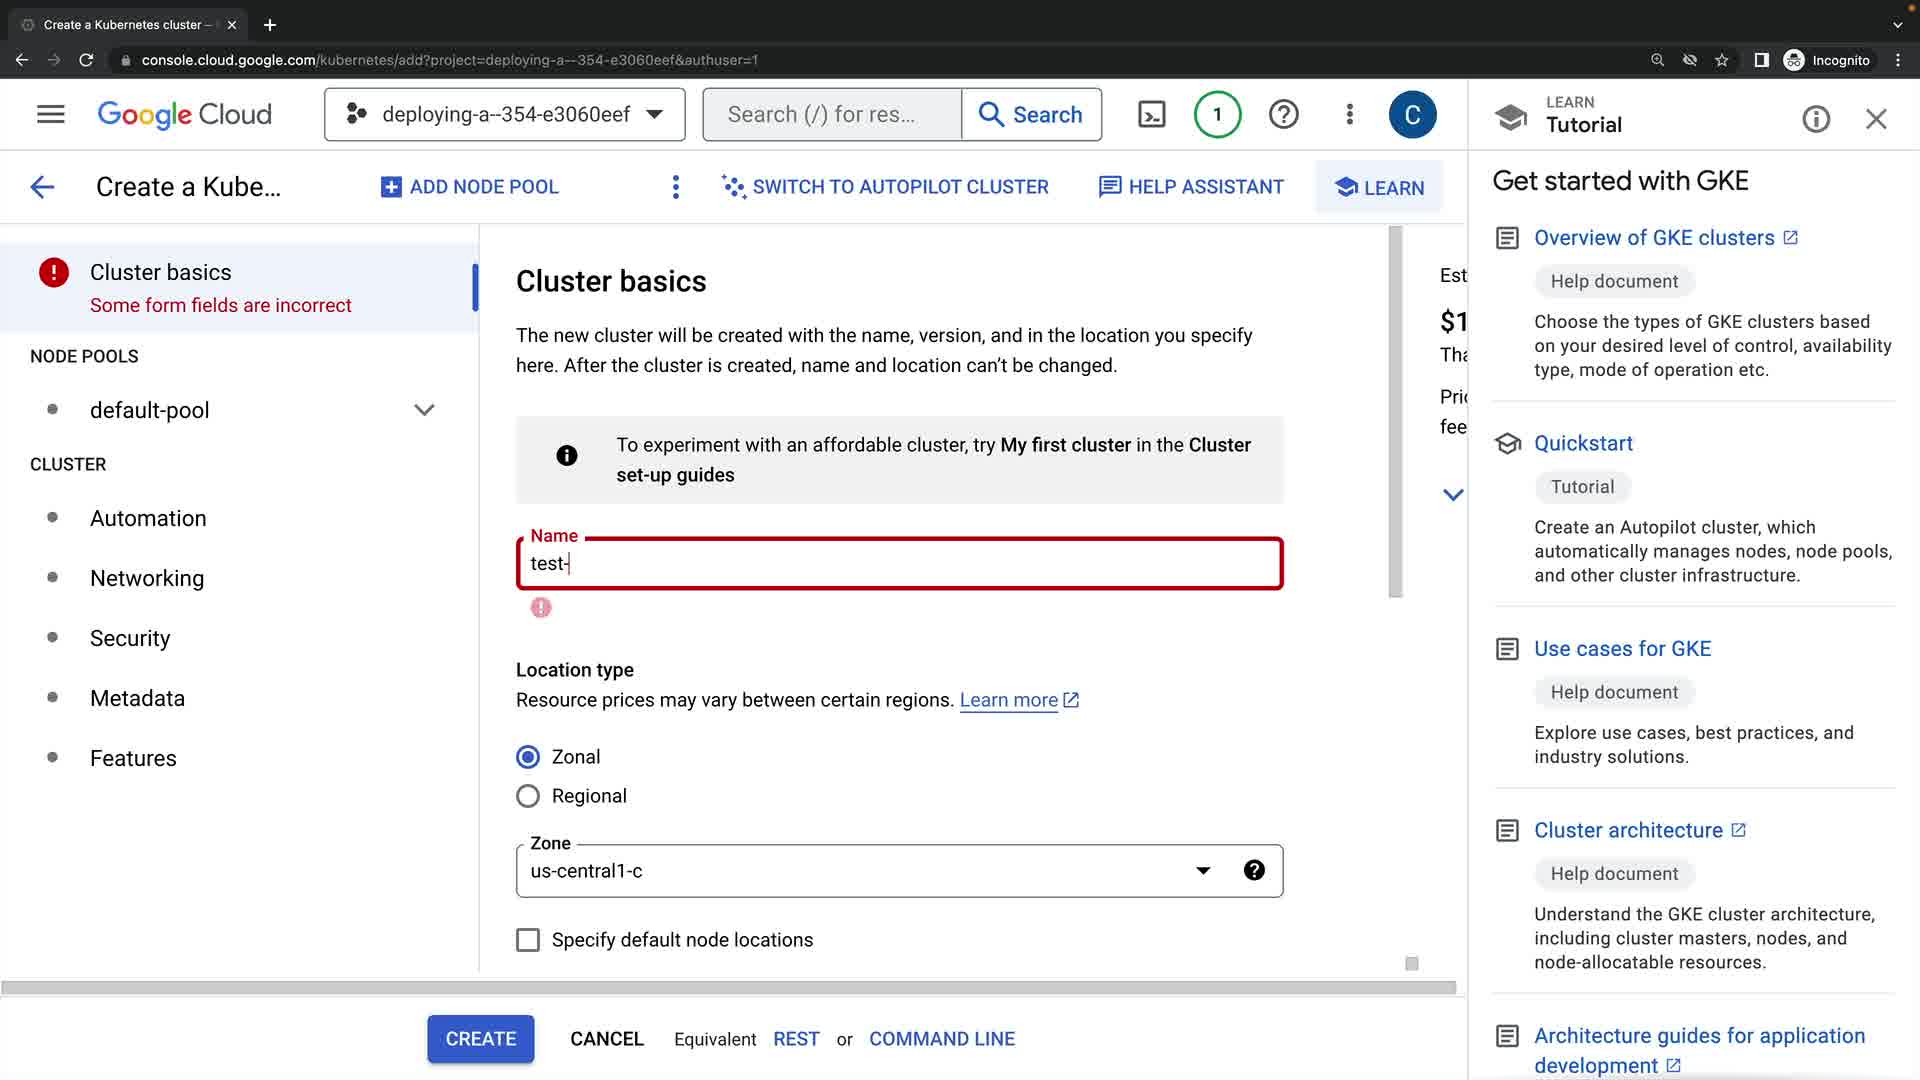 Create a Kubernetes cluster –
console.cloud.google.com/kubernetes/add?project=deploying-a--354-e3060eef&authuser=1
Incognito
Google Cloud
deploying-a--354-e3060eef
Search (/) for res...
Search
1
C
LEARN
Tutorial
Create a Kube...
ADD NODE POOL
SWITCH TO AUTOPILOT CLUSTER
HELP ASSISTANT
LEARN
Cluster basics
Some form fields are incorrect
NODE POOLS
default-pool
CLUSTER
Automation
Networking
Security
Metadata
Features
Cluster basics
The new cluster will be created with the name, version, and in the location you specify
here. After the cluster is created, name and location can't be changed.
To experiment with an affordable cluster, try My first cluster in the Cluster
set-up guides
Name
test-
Location type
Resource prices may vary between certain regions. Learn more
Zonal
Regional
Zone
us-central1-c
Specify default node locations
Est
$1
Tha
Pric
fee
CREATE
CANCEL
Equivalent REST or COMMAND LINE
Get started with GKE
Overview of GKE clusters
Help document
Choose the types of GKE clusters based
on your desired level of control, availability
type, mode of operation etc.
Quickstart
Tutorial
Create an Autopilot cluster, which
automatically manages nodes, node pools,
and other cluster infrastructure.
Use cases for GKE
Help document
Explore use cases, best practices, and
industry solutions.
Cluster architecture
Help document
Understand the GKE cluster architecture,
including cluster masters, nodes, and
node-allocatable resources.
Architecture guides for application
development